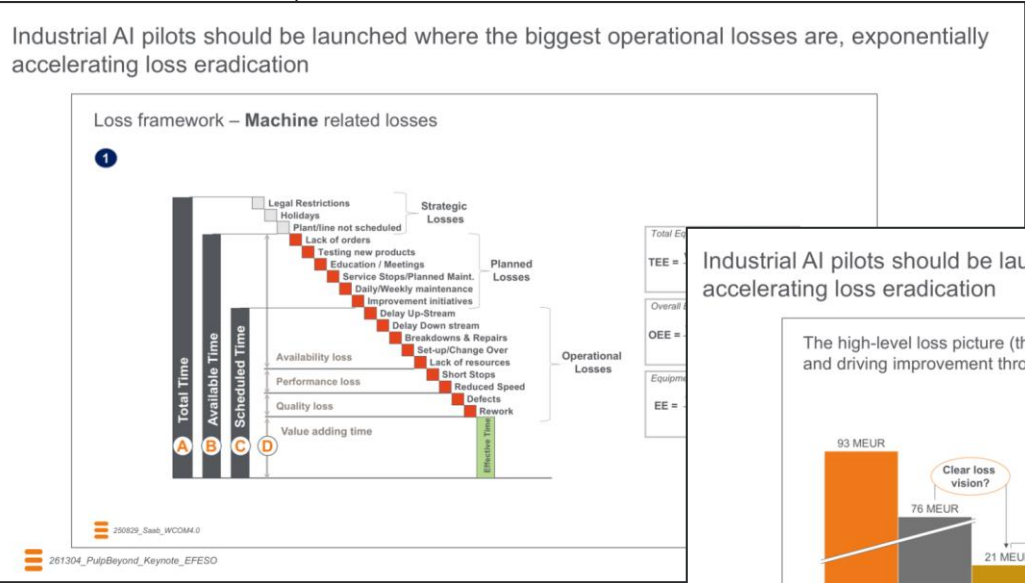 Industrial AI pilots should be launched where the biggest operational losses are, exponentially
accelerating loss eradication
Loss framework – Machine related losses
1
Legal Restrictions
Holidays
Plant/line not scheduled
Strategic
Losses
Lack of orders
Testing new products
Education / Meetings
Service Stops/Planned Maint.
Daily/Weekly maintenance
Improvement initiatives
Planned
Losses
Delay Up-Stream
Delay Down stream
Breakdowns & Repairs
Set-up/Change Over
Lack of resources
Short Stops
Reduced Speed
Defects
Rework
Operational
Losses
Availability loss
Performance loss
Quality loss
Value adding time
Total Time
Available Time
Scheduled Time
Effective Time
A
B
C
D
Total Eq
TEE =
Overall
OEE =
Equipme
EE =
250829_Saab_WCOM4.0
261304_PulpBeyond_Keynote_EFESO
Industrial AI pilots should be lau
accelerating loss eradication
The high-level loss picture (th
and driving improvement thro
93 MEUR
Clear loss
vision?
76 MEUR
21 MEU